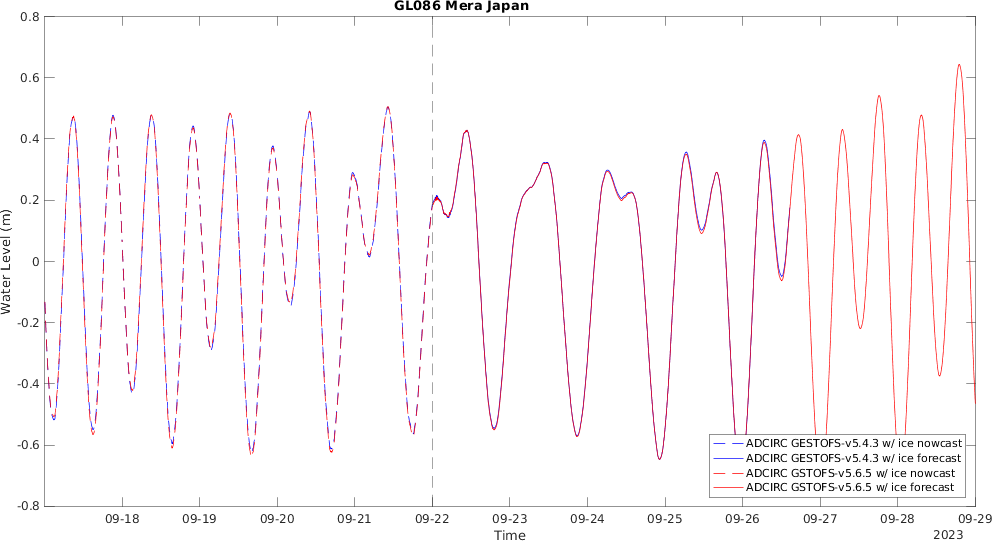 GL086 Mera Japan
Water Level (m)
0.8
0.6
0.4
0.2
0
-0.2
-0.4
-0.6
-0.8
ADCIRC GESTOFS-v5.4.3 w/ ice nowcast
ADCIRC GESTOFS-v5.4.3 w/ ice forecast
ADCIRC GSTOFS-v5.6.5 w/ ice nowcast
ADCIRC GSTOFS-v5.6.5 w/ ice forecast
09-18 09-19 09-20 09-21 09-22 09-23 09-24 09-25 09-26 09-27 09-28 09-29
Time
2023